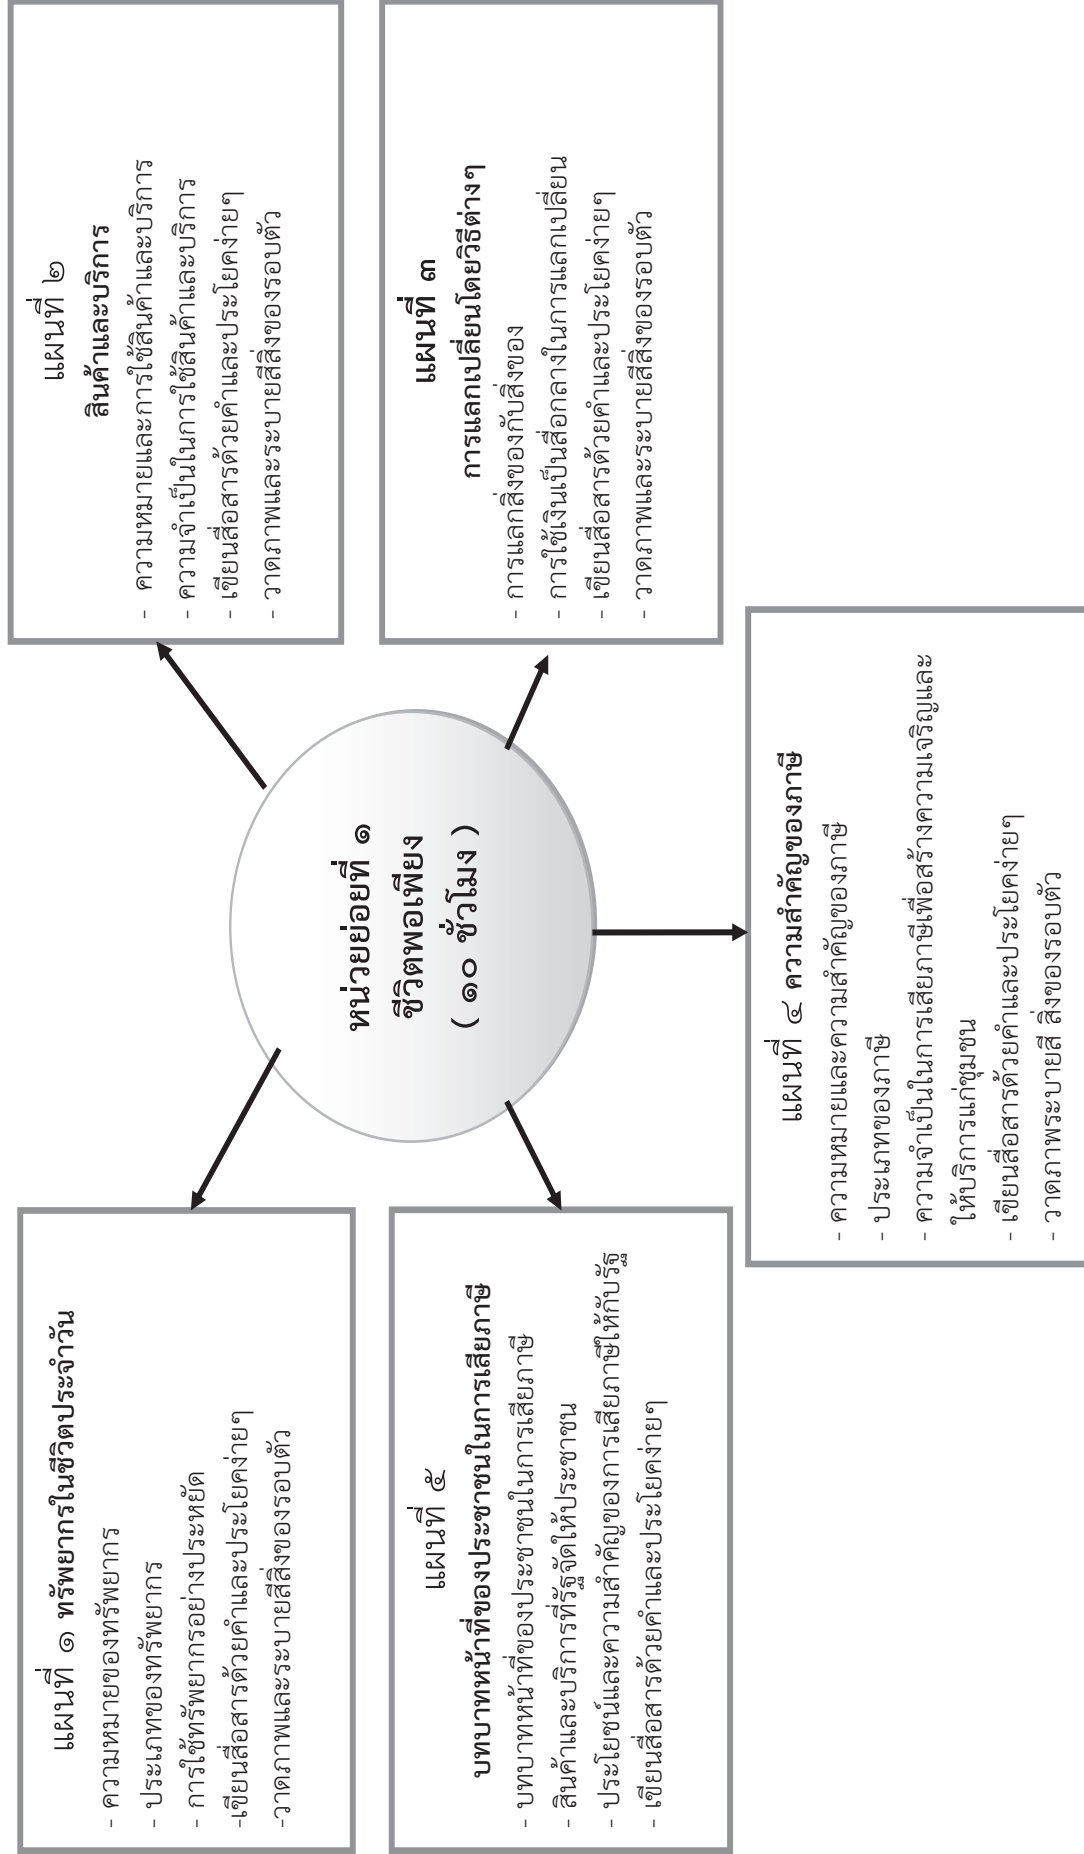 แผนที่ ๑ ทรัพยากรในชีวิตประจำวัน
- ความหมายของทรัพยากร
- ประเภทของทรัพยากร
- การใช้ทรัพยากรอย่างประหยัด
-เขียนสื่อสารด้วยคำและประโยคง่ายๆ
-วาดภาพและระบายสีสิ่งของรอบตัว
แผนที่ ๒
สินค้าและบริการ
- ความหมายและการใช้สินค้าและบริการ
- ความจำเป็นในการใช้สินค้าและบริการ
- เขียนสื่อสารด้วยคำและประโยคง่ายๆ
- วาดภาพและระบายสีสิ่งของรอบตัว
หน่วยย่อยที่ ๑
ชีวิตพอเพียง
( ๑๐ ชั่วโมง )
แผนที่ ๕
บทบาทหน้าที่ของประชาชนในการเสียภาษี
- บทบาทหน้าที่ของประชาชนในการเสียภาษี
- สินค้าและบริการที่รัฐจัดให้ประชาชน
- ประโยชน์และความสำคัญของการเสียภาษีให้กับรัฐ
- เขียนสื่อสารด้วยคำและประโยคง่ายๆ
แผนที่ ๓
การแลกเปลี่ยนโดยวิธีต่างๆ
- การแลกสิ่งของกับสิ่งของ
- การใช้เงินเป็นสื่อกลางในการแลกเปลี่ยน
- เขียนสื่อสารด้วยคำและประโยคง่ายๆ
- วาดภาพและระบายสีสิ่งของรอบตัว
แผนที่ ๔ ความสำคัญของภาษี
- ความหมายและความสำคัญของภาษี
- ประเภทของภาษี
- ความจำเป็นในการเสียภาษีเพื่อสร้างความเจริญและ
ให้บริการแก่ชุมชน
- เขียนสื่อสารด้วยคำและประโยคง่ายๆ
- วาดภาพระบายสี สิ่งของรอบตัว